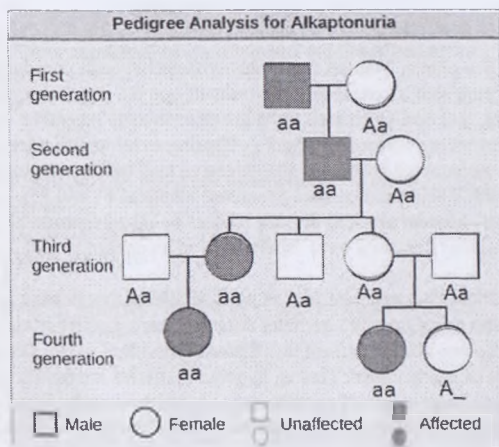 Pedigree Analysis for Alkaptonuria
First
generation
aa
Aa
Second
generation
aa
Aa
Third
generation
Aa
aa
Aa
Aa
Aa
Fourth
generation
aa
aa
A_
Male
Female
Unaffected
Affected